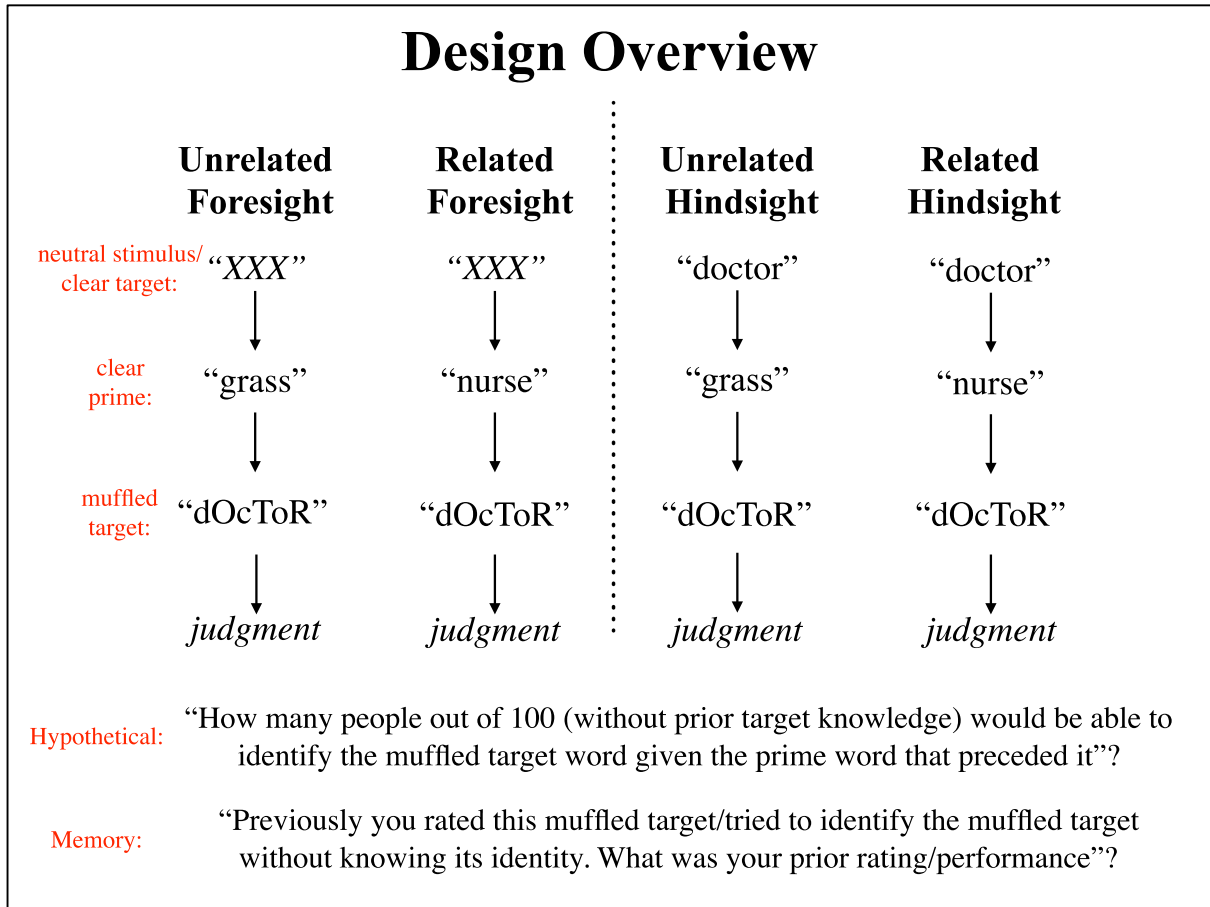 Design Overview
Unrelated Foresight
Related Foresight
Unrelated Hindsight
Related Hindsight
neutral stimulus/
clear target:
“XXX”
“XXX”
“doctor”
“doctor”
clear
prime:
“grass”
“nurse”
“grass”
“nurse”
muffled
target:
“dOcToR”
“dOcToR”
“dOcToR”
“dOcToR”
judgment
judgment
judgment
judgment
Hypothetical:
“How many people out of 100 (without prior target knowledge) would be able to
identify the muffled target word given the prime word that preceded it”?
Memory:
“Previously you rated this muffled target/tried to identify the muffled target
without knowing its identity. What was your prior rating/performance”?